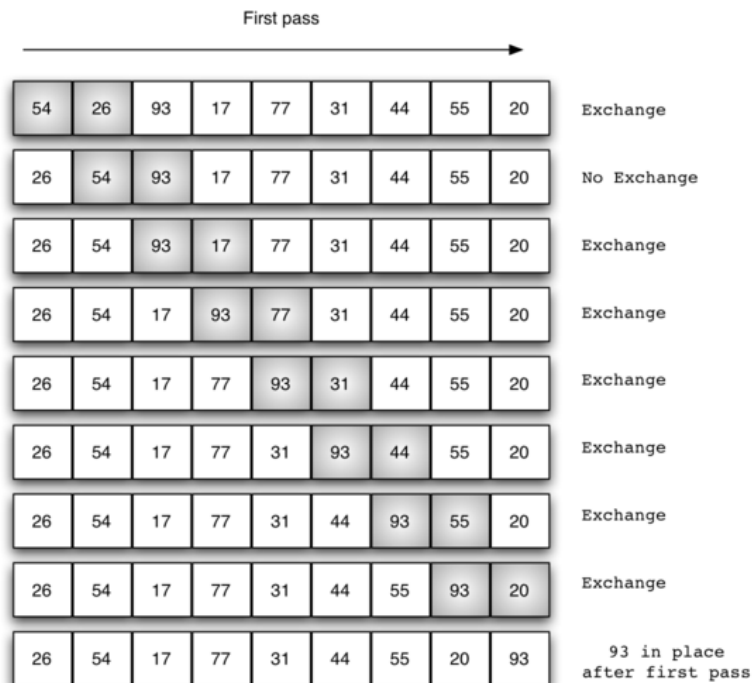 First pass
54 26 93 17 77 31 44 55 20 Exchange
26 54 93 17 77 31 44 55 20 No Exchange
26 54 93 17 77 31 44 55 20 Exchange
26 54 17 93 77 31 44 55 20 Exchange
26 54 17 77 93 31 44 55 20 Exchange
26 54 17 77 31 93 44 55 20 Exchange
26 54 17 77 31 44 93 55 20 Exchange
26 54 17 77 31 44 55 93 20 Exchange
26 54 17 77 31 44 55 20 93 93 in place
after first pass